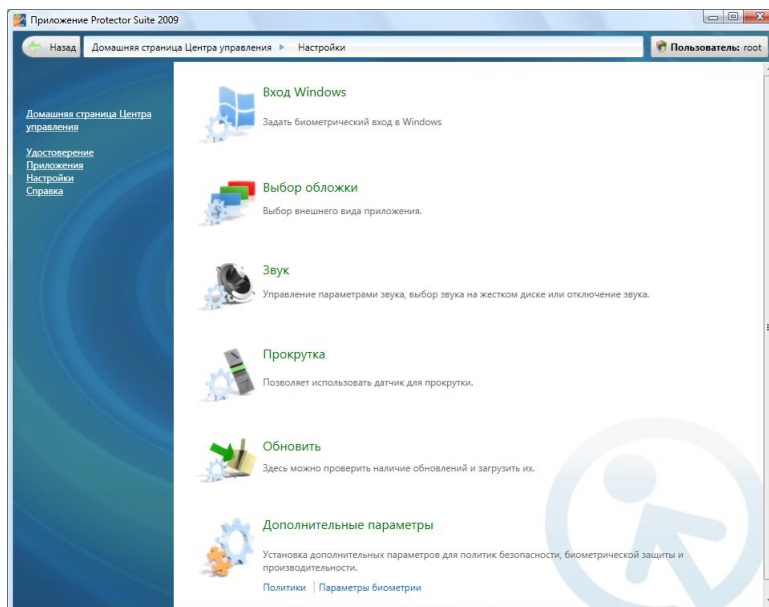 Приложение Protector Suite 2009
Назад
Домашняя страница Центра управления
Настройки
Пользователь: root
Домашняя страница Центра
управления
Удостоверение
Приложения
Настройки
Справка
Вход Windows
Задать биометрический вход в Windows
Выбор обложки
Выбор внешнего вида приложения.
Звук
Управление параметрами звука, выбор звука на жестком диске или отключение звука.
Прокрутка
Позволяет использовать датчик для прокрутки.
Обновить
Здесь можно проверить наличие обновлений и загрузить их.
Дополнительные параметры
Установка дополнительных параметров для политик безопасности, биометрической защиты и
производительности.
Политики | Параметры биометрии